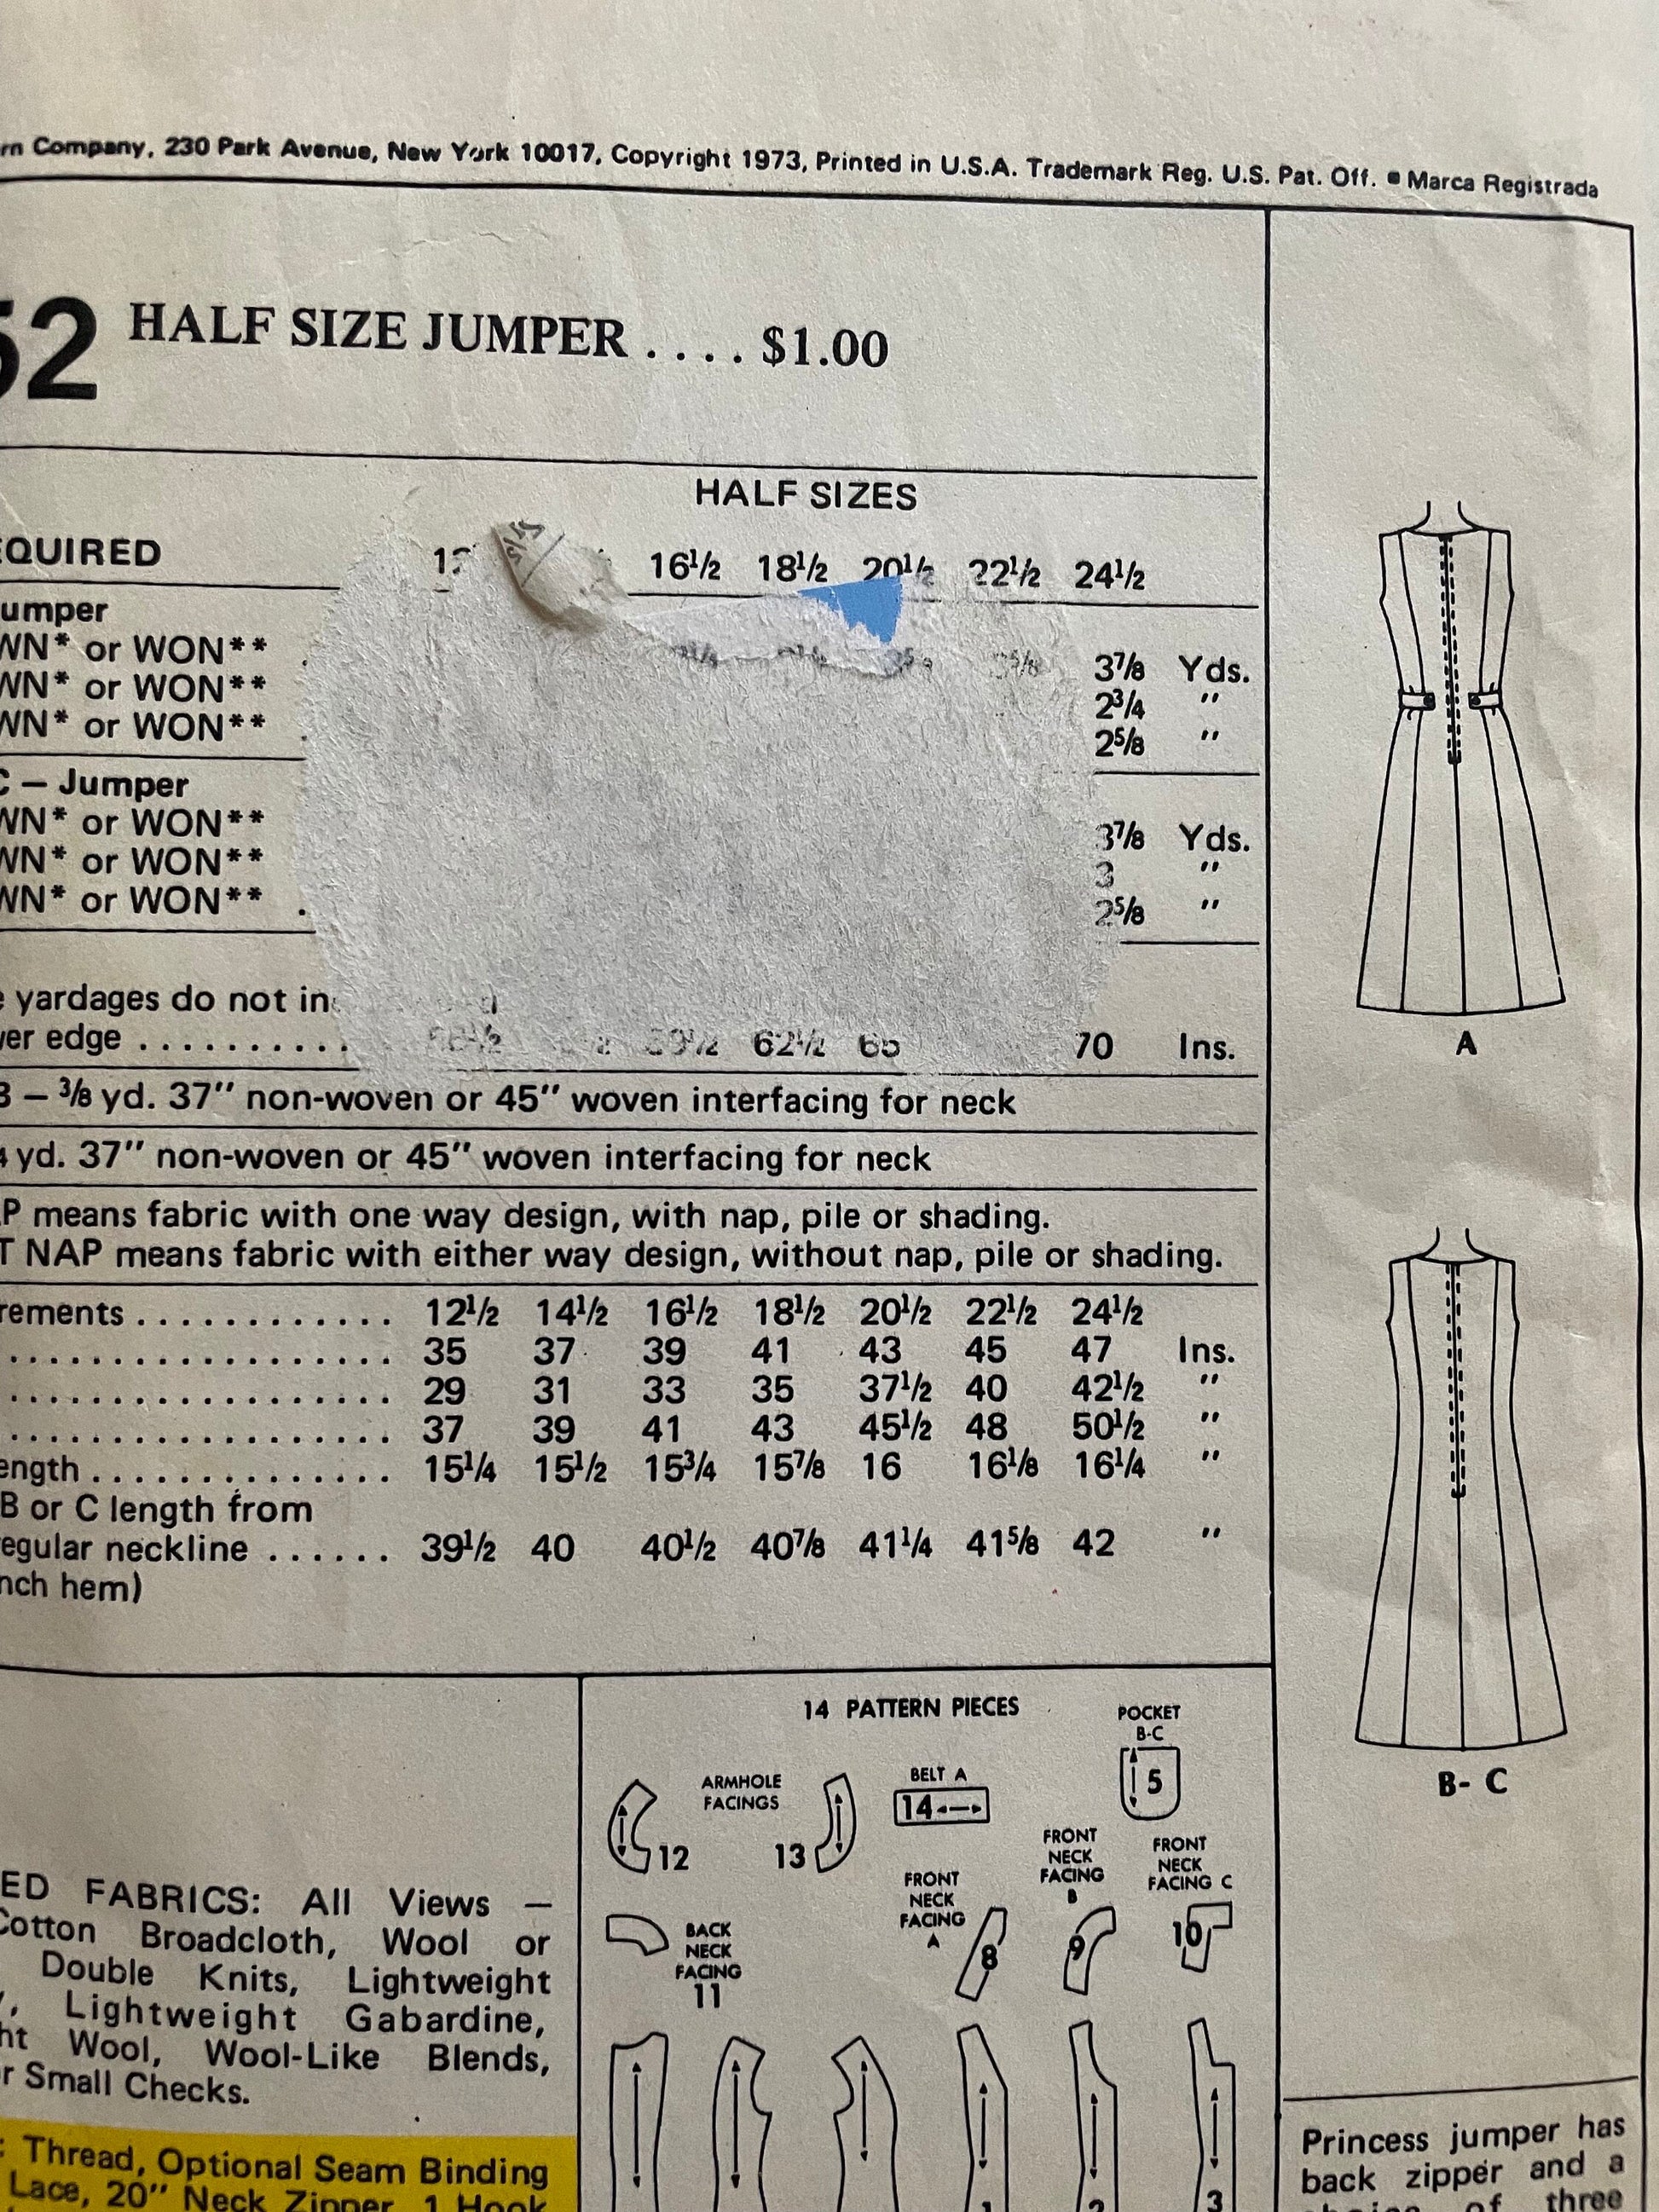 Company, 230 Park Avenue, New York 10017, Copyright 1973, Printed in U.S.A. Trademark Reg. U.S. Pat. Off. • Marca Registrada
52 HALF SIZE JUMPER .... $1.00
HALF SIZES
16½ 18½ 20½ 22½ 24½
WN* or WON** 3⅞ Yds.
WN* or WON** 2¾ "
WN* or WON** 2⅝ "
C – Jumper
WN* or WON** 3⅞ Yds.
WN* or WON** 3 "
WN* or WON** . 2⅝ "
yardages do not
edge .......... 62½ 70 Ins.
– ⅜ yd. 37" non-woven or 45" woven interfacing for neck
yd. 37" non-woven or 45" woven interfacing for neck
means fabric with one way design, with nap, pile or shading.
NAP means fabric with either way design, without nap, pile or shading.
12½ 14½ 16½ 18½ 20½ 22½ 24½
35 37 39 41 43 45 47 Ins.
29 31 33 35 37½ 40 42½ "
37 39 41 43 45½ 48 50½ "
15¼ 15½ 15¾ 15⅞ 16 16⅛ 16¼ "
B or C length from
neckline ...... 39½ 40 40½ 40⅞ 41¼ 41⅝ 42 "
hem)
A
B- C
14 PATTERN PIECES
POCKET
B-C
5
BELT A
14
ARMHOLE
FACINGS
12
13
FRONT
NECK
FACING
A
8
FRONT
NECK
FACING
B
9
FRONT
NECK
FACING C
10
BACK
NECK
FACING
11
1 2 3
FABRICS: All Views –
Cotton Broadcloth, Wool or
Double Knits, Lightweight
Lightweight Gabardine,
Wool, Wool-Like Blends,
Small Checks.
Thread, Optional Seam Binding
Lace, 20" Neck Zipper, 1 Hook
Princess jumper has
back zipper and a
choice of three